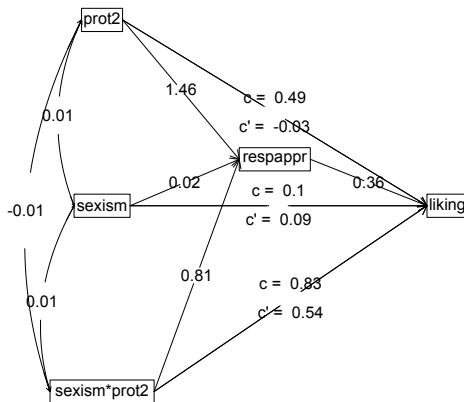 prot2
1.46
c = 0.49
0.01
c' = -0.03
respappr
0.02
0.36
c = 0.1
-0.01
sexism
liking
c' = 0.09
0.81
0.01
c = 0.83
c' = 0.54
sexism*prot2